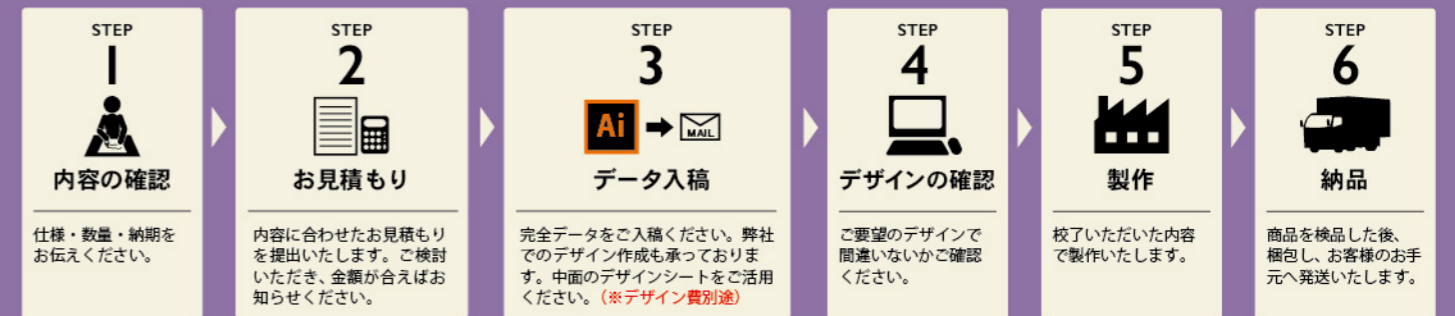 STEP
1
内容の確認
仕様・数量・納期を
お伝えください。
STEP
2
お見積もり
内容に合わせたお見積もり
を提出いたします。ご検討
いただき、金額が合えばお
知らせください。
STEP
3
Ai
MAIL
データ入稿
完全データをご入稿ください。弊社
でのデザイン作成も承っておりま
す。中面のデザインシートをご活用
ください。(※デザイン費別途)
STEP
4
デザインの確認
ご要望のデザインで
間違いないかご確認
ください。
STEP
5
製作
校了いただいた内容
で製作いたします。
STEP
6
納品
商品を検品した後、
梱包し、お客様のお手
元へ発送いたします。